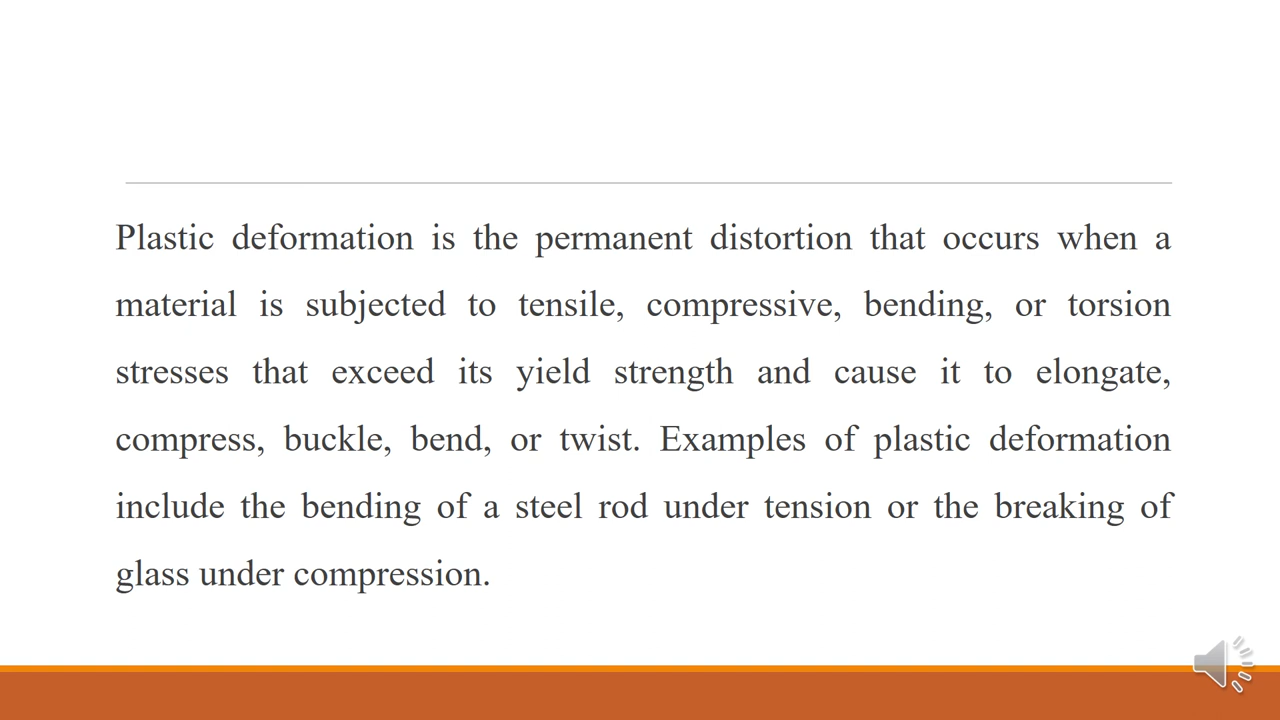 Plastic deformation is the permanent distortion that occurs when a
material is subjected to tensile, compressive, bending, or torsion
stresses that exceed its yield strength and cause it to elongate,
compress, buckle, bend, or twist. Examples of plastic deformation
include the bending of a steel rod under tension or the breaking of
glass under compression.